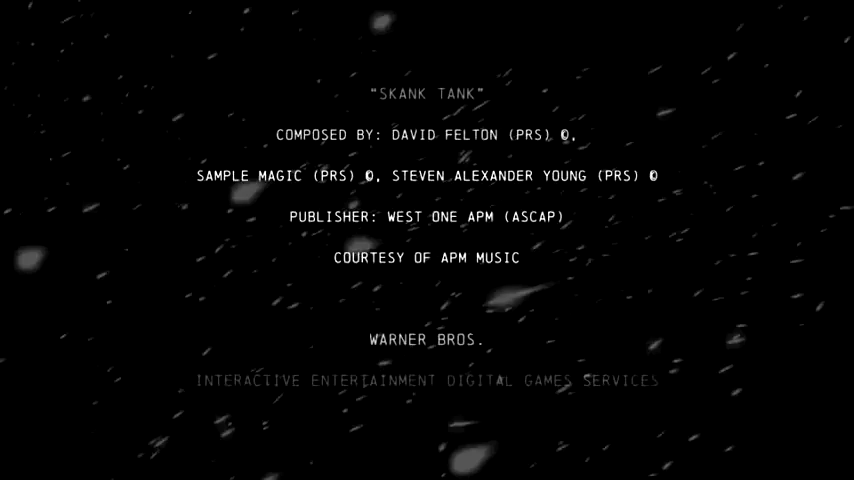 “SKANK TANK”
COMPOSED BY: DAVID FELTON (PRS) ©,
SAMPLE MAGIC (PRS) ©, STEVEN ALEXANDER YOUNG (PRS) ©
PUBLISHER: WEST ONE APM (ASCAP)
COURTESY OF APM MUSIC
WARNER BROS.
INTERACTIVE ENTERTAINMENT DIGITAL GAMES SERVICES